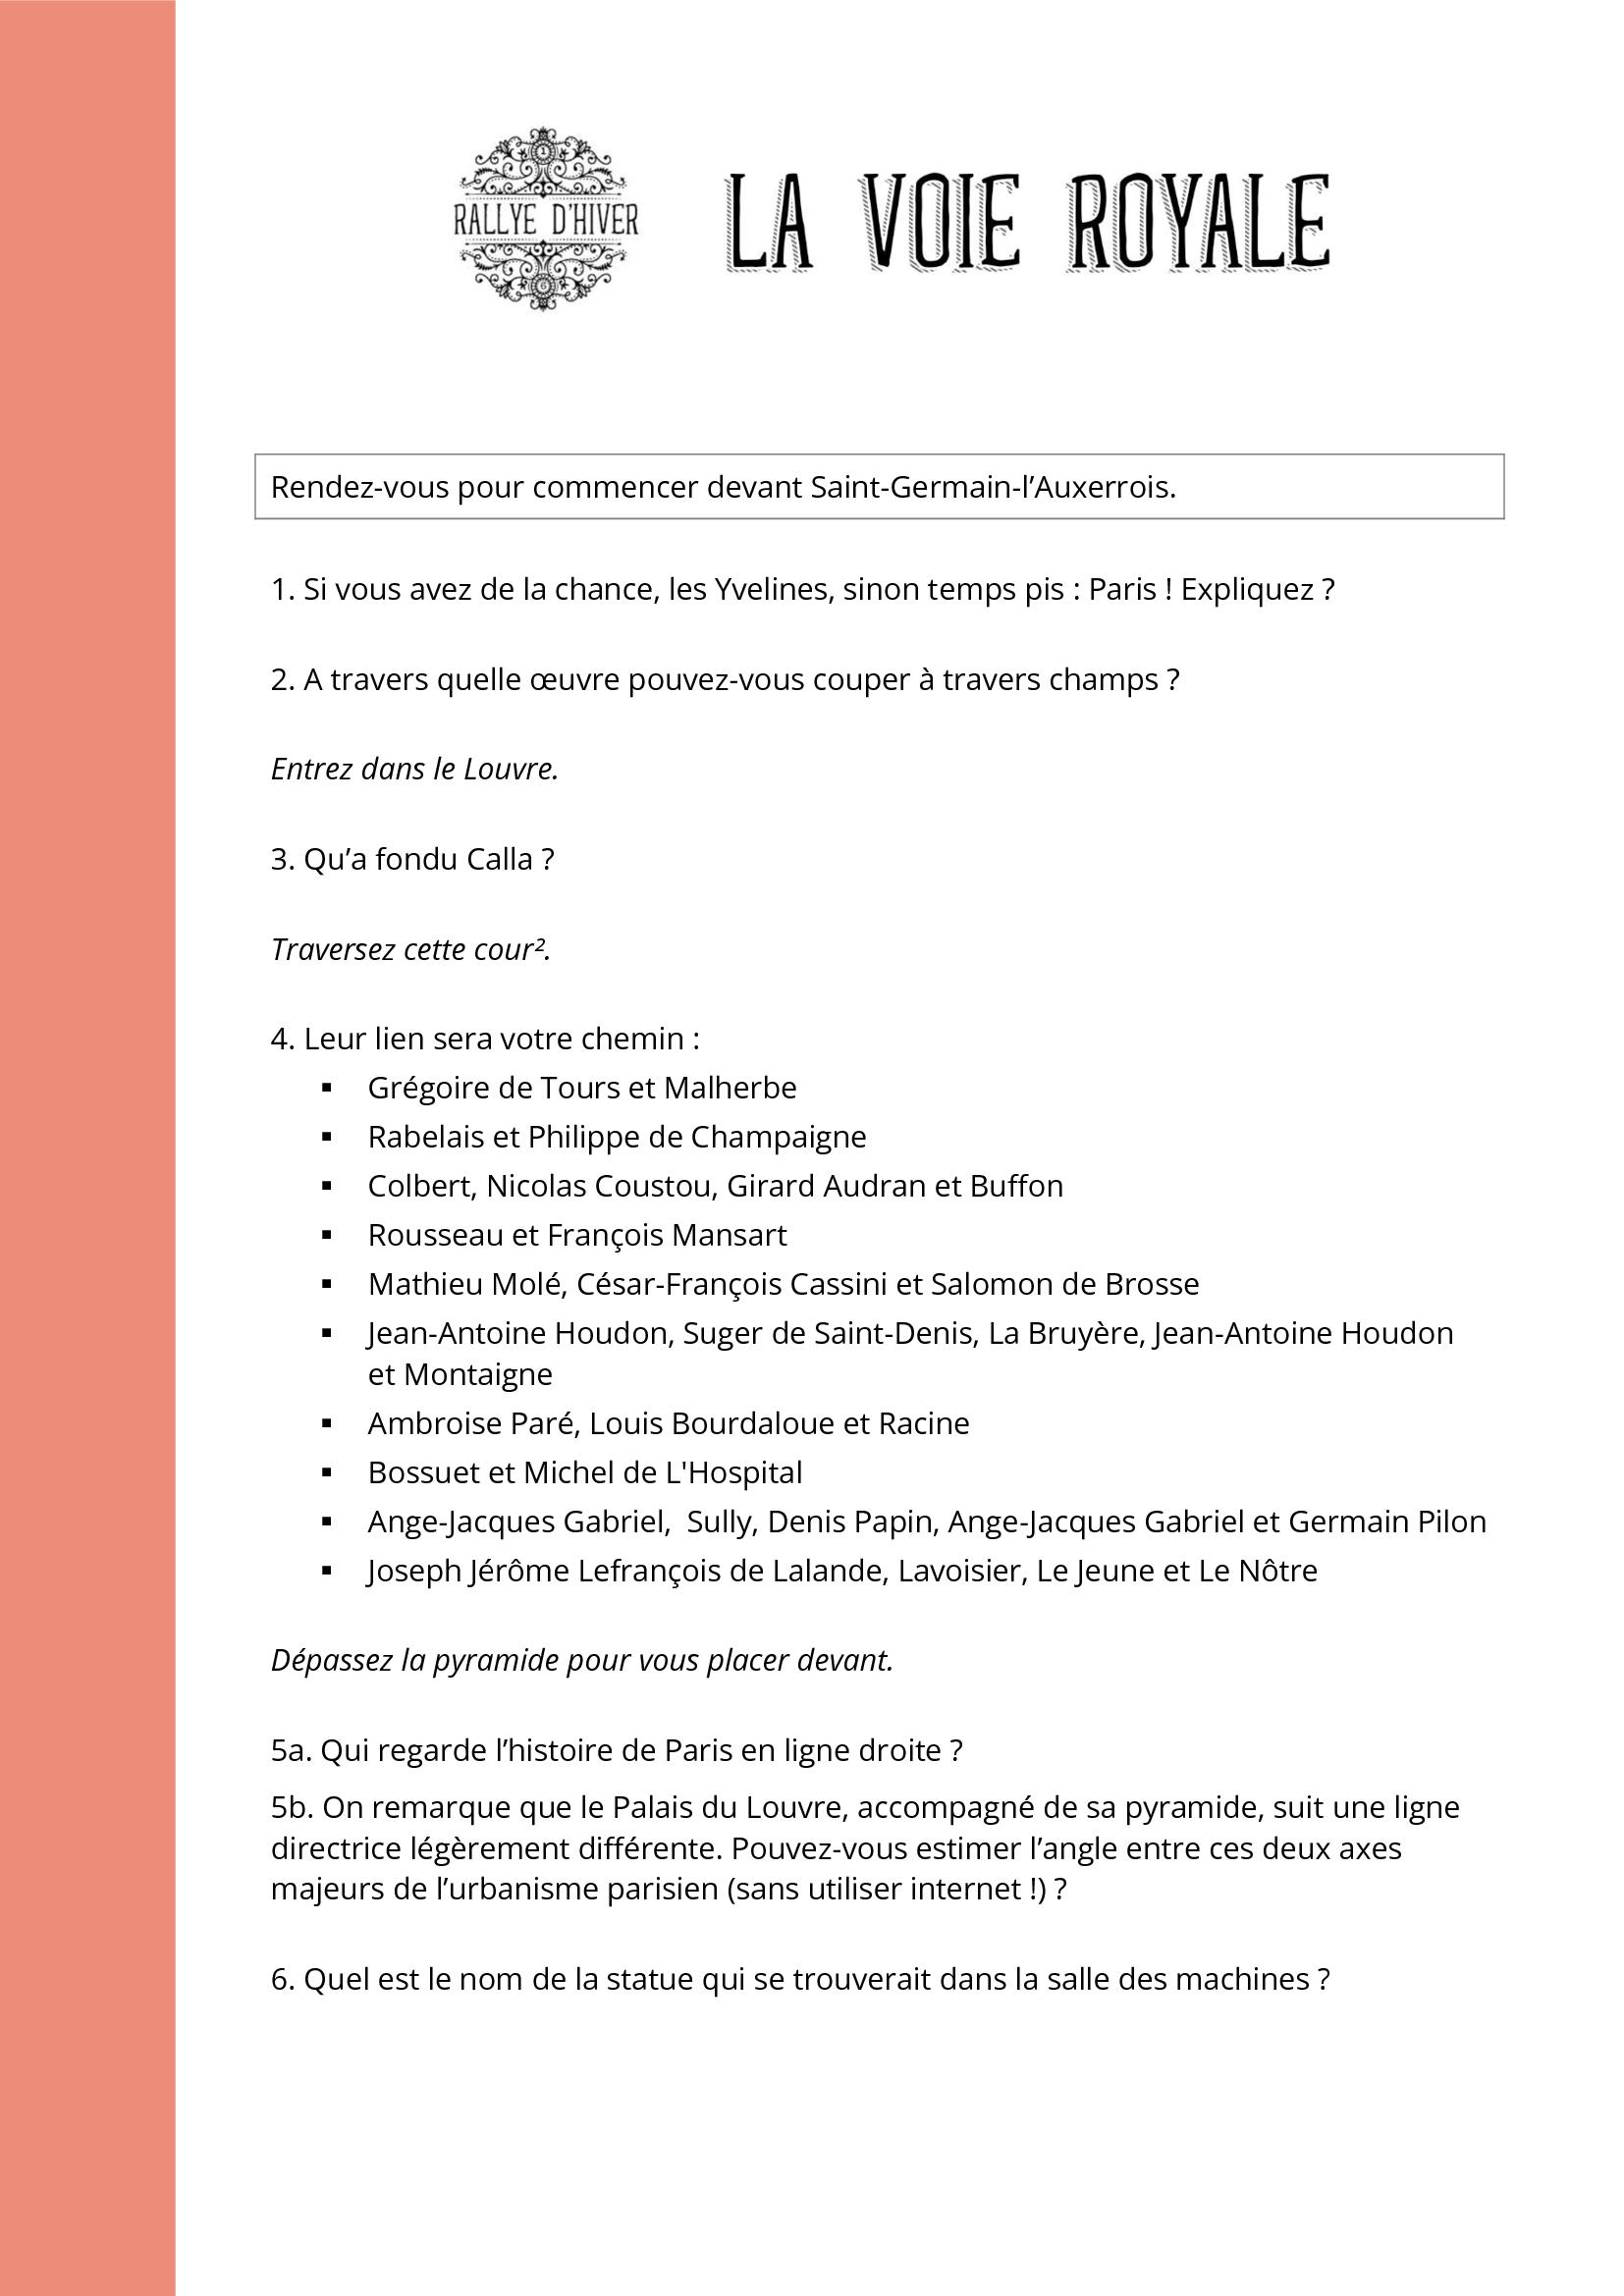 RALLYE D'HIVER
LA VOIE ROYALE
Rendez-vous pour commencer devant Saint-Germain-l’Auxerrois.
1. Si vous avez de la chance, les Yvelines, sinon temps pis : Paris ! Expliquez ?
2. A travers quelle œuvre pouvez-vous couper à travers champs ?
Entrez dans le Louvre.
3. Qu’a fondu Calla ?
Traversez cette cour².
4. Leur lien sera votre chemin :
▪ Grégoire de Tours et Malherbe
▪ Rabelais et Philippe de Champaigne
▪ Colbert, Nicolas Coustou, Girard Audran et Buffon
▪ Rousseau et François Mansart
▪ Mathieu Molé, César-François Cassini et Salomon de Brosse
▪ Jean-Antoine Houdon, Suger de Saint-Denis, La Bruyère, Jean-Antoine Houdon
et Montaigne
▪ Ambroise Paré, Louis Bourdaloue et Racine
▪ Bossuet et Michel de L'Hospital
▪ Ange-Jacques Gabriel,  Sully, Denis Papin, Ange-Jacques Gabriel et Germain Pilon
▪ Joseph Jérôme Lefrançois de Lalande, Lavoisier, Le Jeune et Le Nôtre
Dépassez la pyramide pour vous placer devant.
5a. Qui regarde l’histoire de Paris en ligne droite ?
5b. On remarque que le Palais du Louvre, accompagné de sa pyramide, suit une ligne
directrice légèrement différente. Pouvez-vous estimer l’angle entre ces deux axes
majeurs de l’urbanisme parisien (sans utiliser internet !) ?
6. Quel est le nom de la statue qui se trouverait dans la salle des machines ?